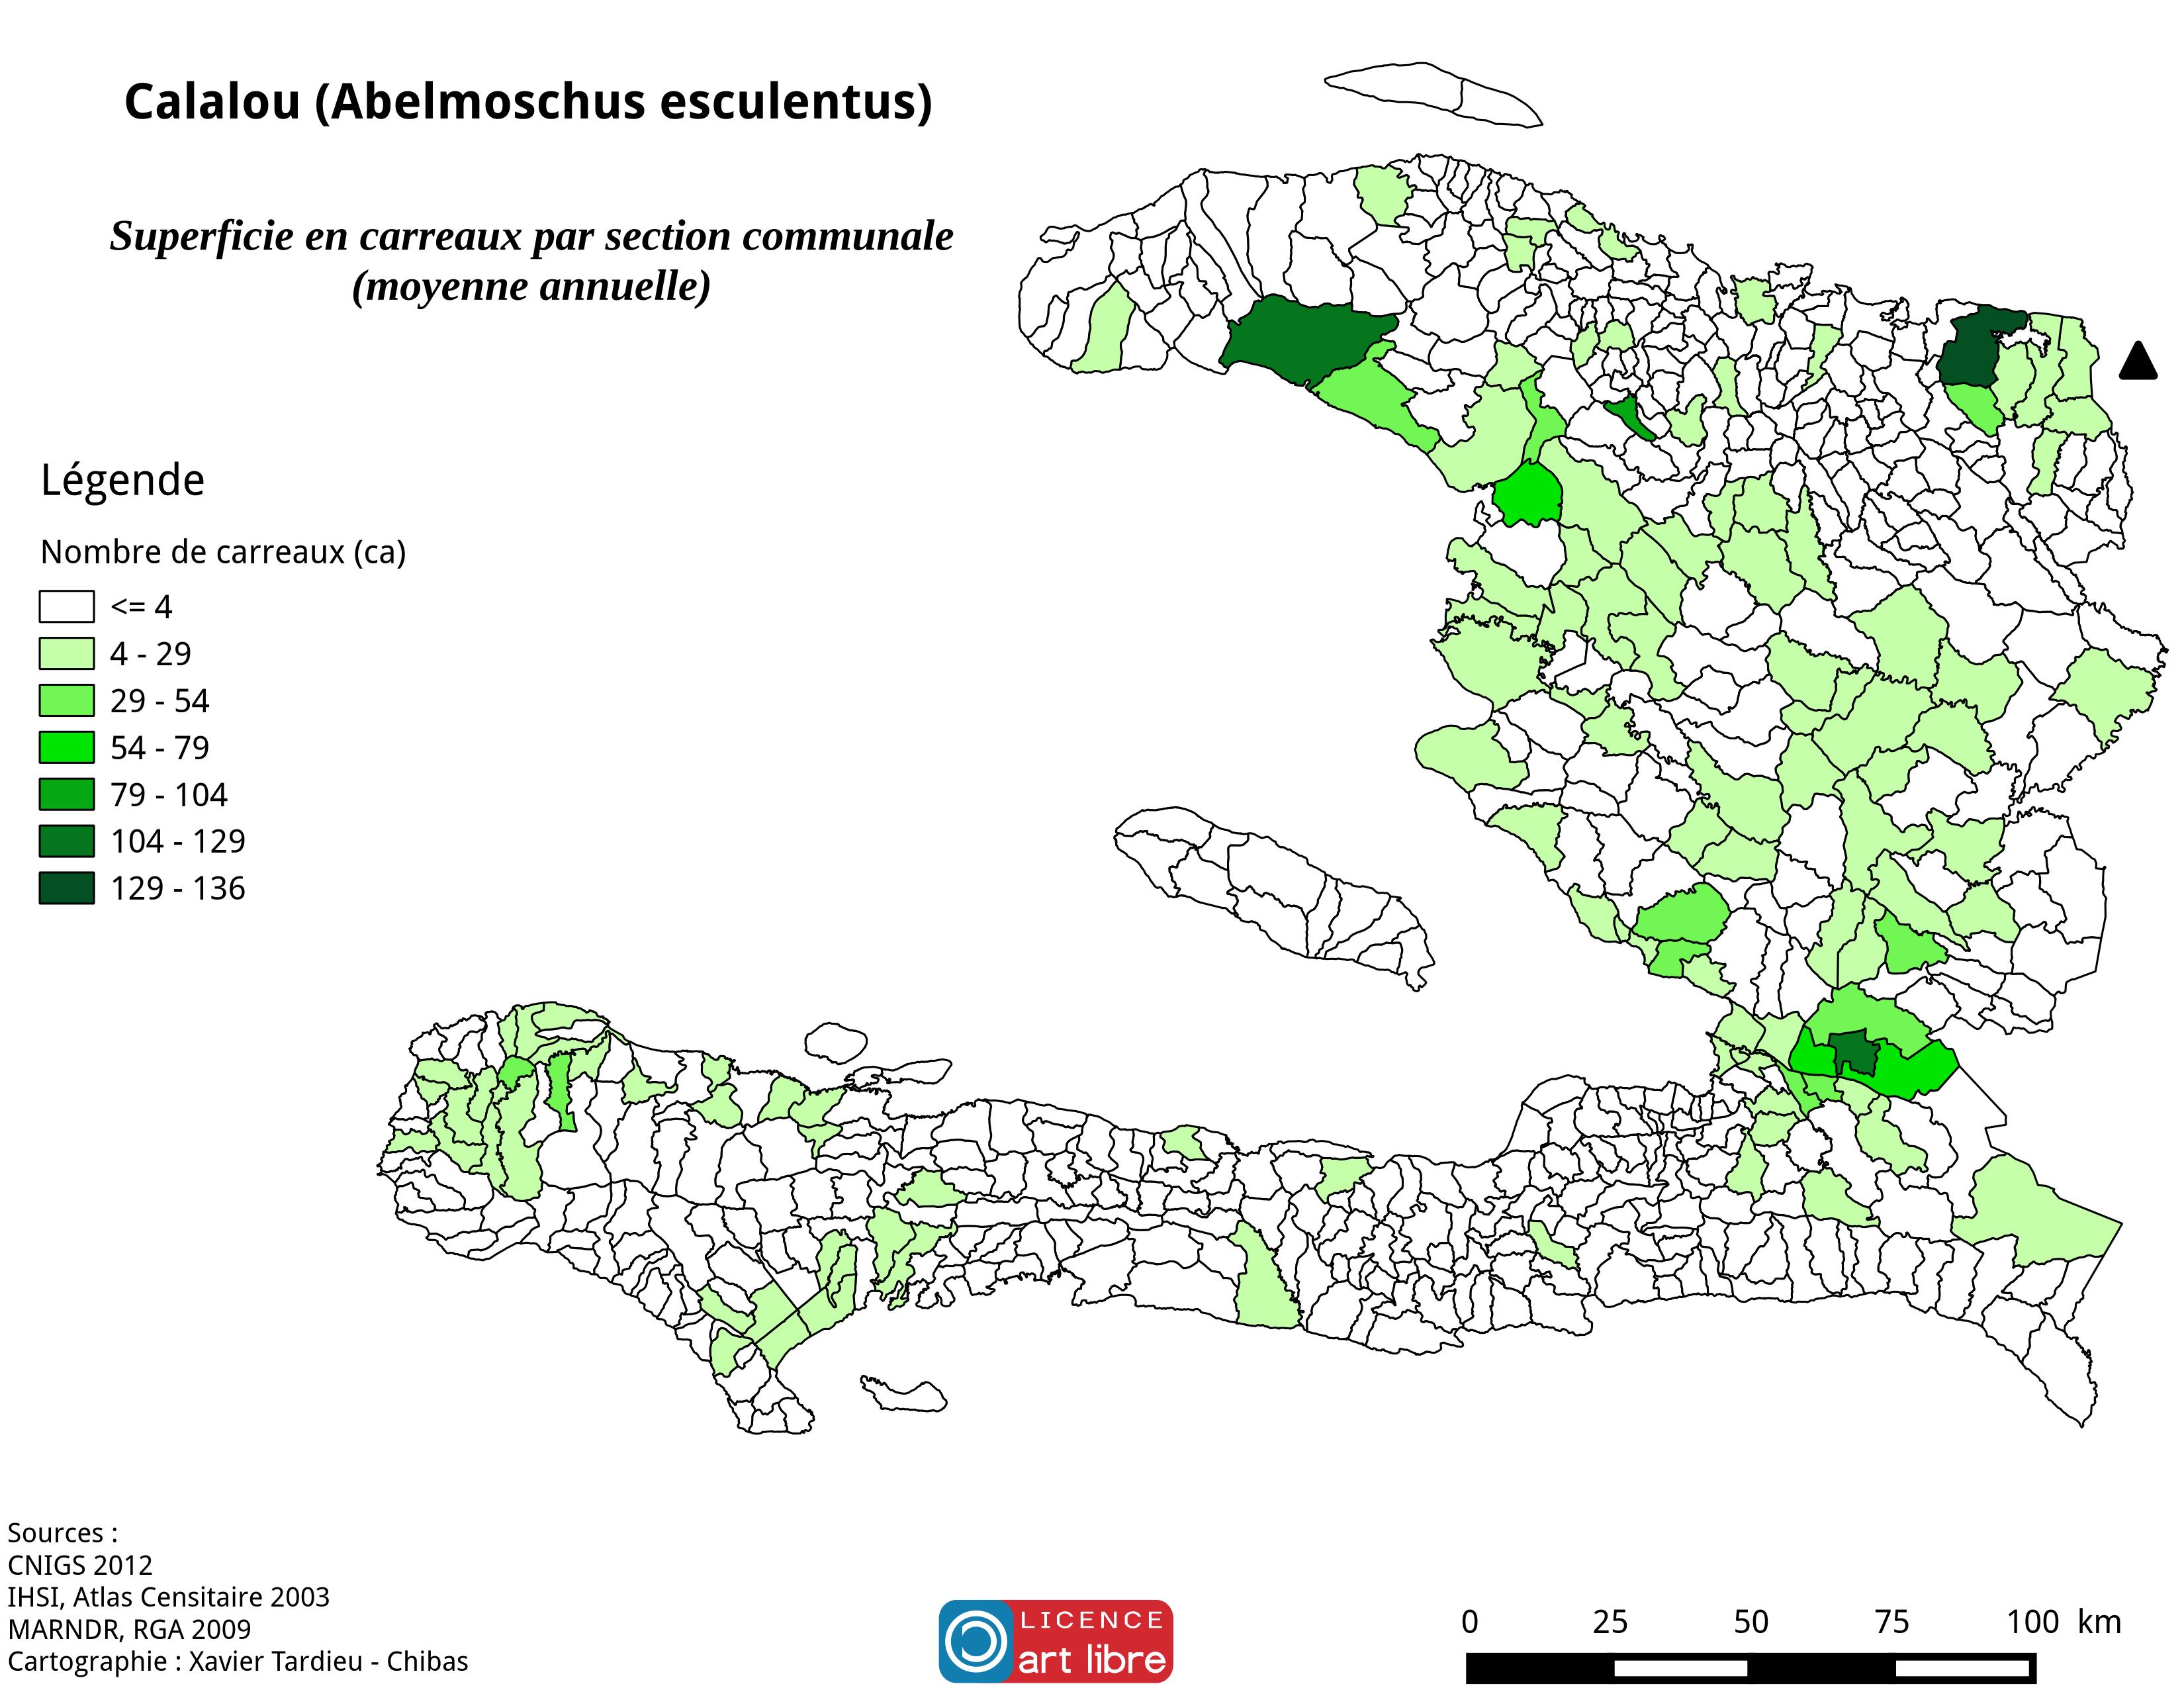 Calalou (Abelmoschus esculentus)
Superficie en carreaux par section communale
(moyenne annuelle)
Légende
Nombre de carreaux (ca)
<= 4
4 - 29
29 - 54
54 - 79
79 - 104
104 - 129
129 - 136
Sources :
CNIGS 2012
IHSI, Atlas Censitaire 2003
MARNDR, RGA 2009
Cartographie : Xavier Tardieu - Chibas
LICENCE
art libre
0 25 50 75 100 km